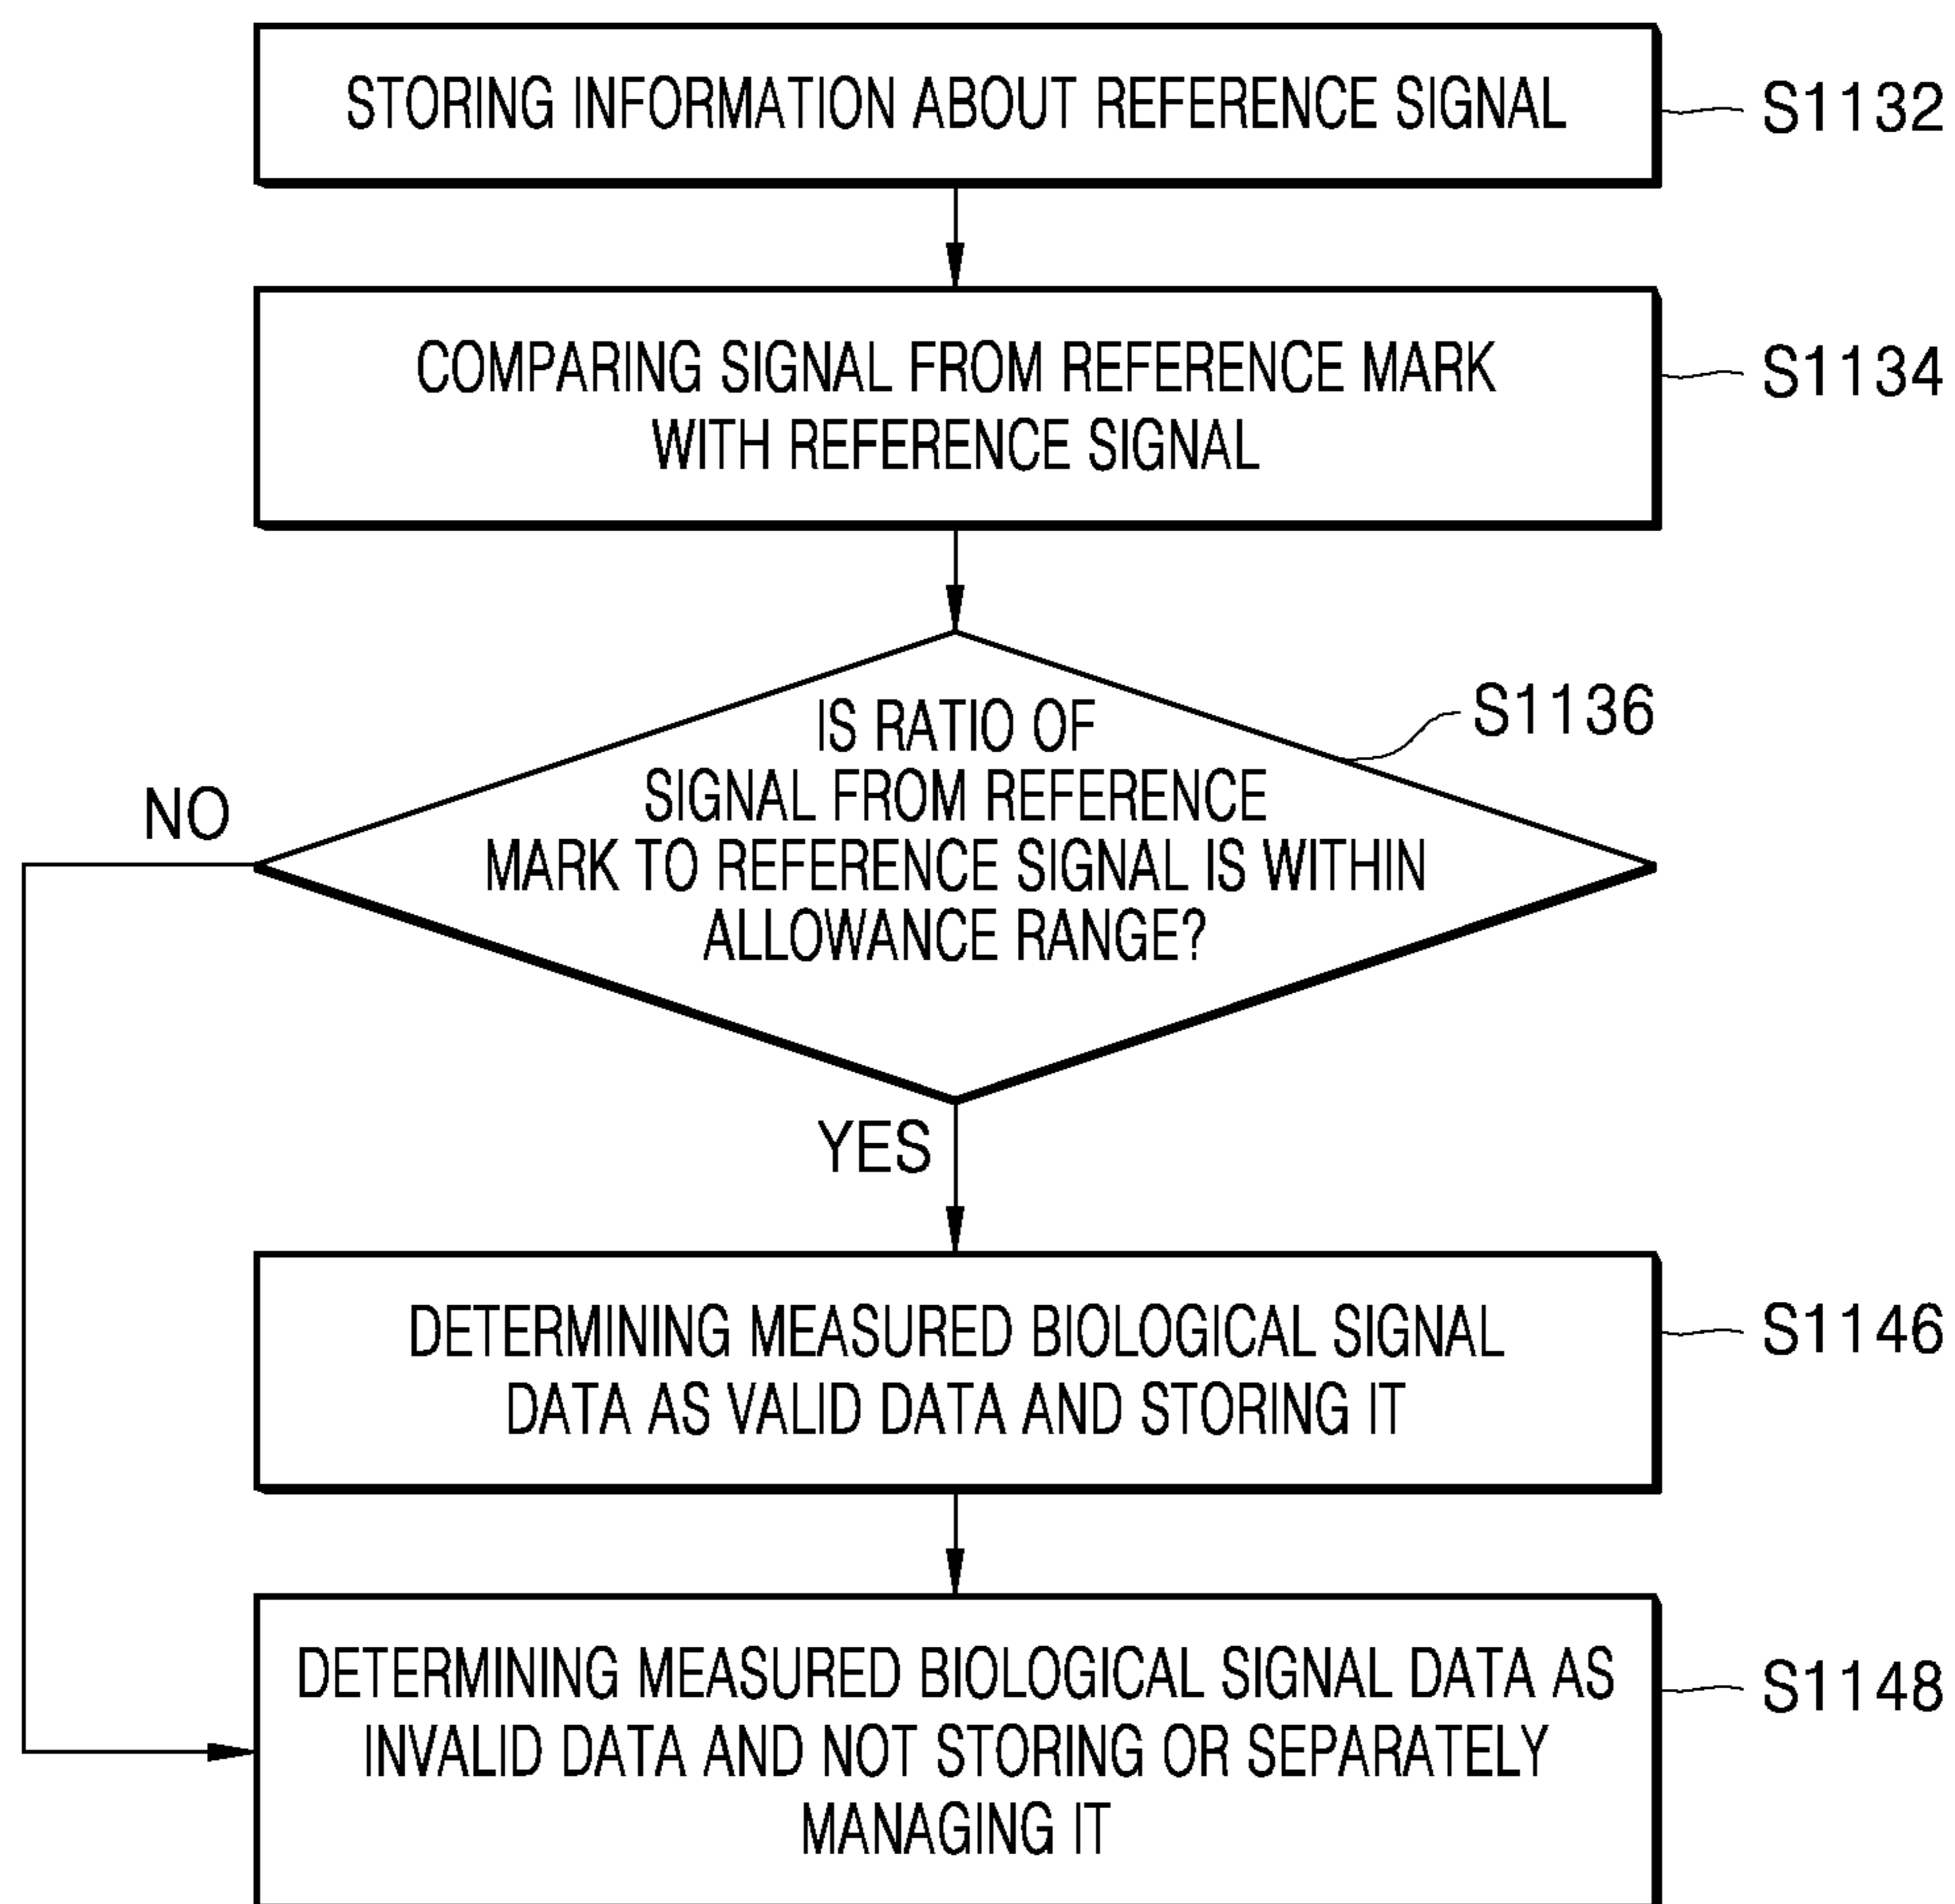 STORING INFORMATION ABOUT REFERENCE SIGNAL
S1132
COMPARING SIGNAL FROM REFERENCE MARK
WITH REFERENCE SIGNAL
S1134
IS RATIO OF
SIGNAL FROM REFERENCE
MARK TO REFERENCE SIGNAL IS WITHIN
ALLOWANCE RANGE?
S1136
NO
YES
DETERMINING MEASURED BIOLOGICAL SIGNAL
DATA AS VALID DATA AND STORING IT
S1146
DETERMINING MEASURED BIOLOGICAL SIGNAL DATA AS
INVALID DATA AND NOT STORING OR SEPARATELY
MANAGING IT
S1148